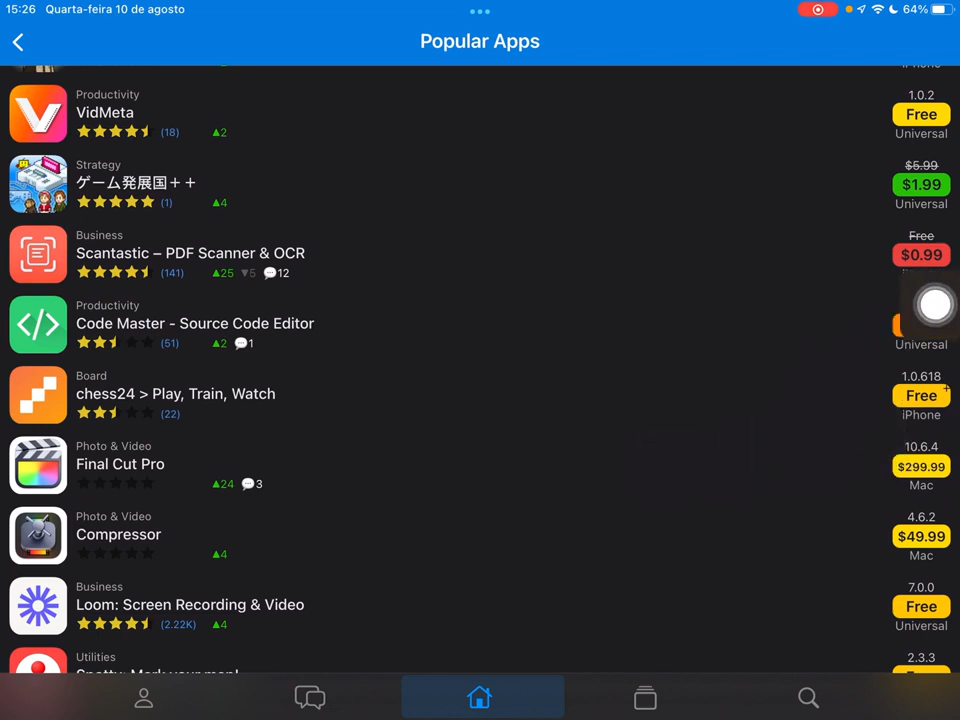 15:26 Quarta-feira 10 de agosto
64%
Popular Apps
Productivity
VidMeta
(18) ▲2
1.0.2
Free
Universal
Strategy
ゲーム発展国＋＋
(1) ▲4
$5.99
$1.99
Universal
Business
Scantastic – PDF Scanner & OCR
(141) ▲25 ▼5 12
Free
$0.99
Productivity
Code Master - Source Code Editor
(51) ▲2 1
Universal
Board
chess24 > Play, Train, Watch
(22)
1.0.618
Free+
iPhone
Photo & Video
Final Cut Pro
▲24 3
10.6.4
$299.99
Mac
Photo & Video
Compressor
▲4
4.6.2
$49.99
Mac
Business
Loom: Screen Recording & Video
(2.22K) ▲4
7.0.0
Free
Universal
Utilities
2.3.3